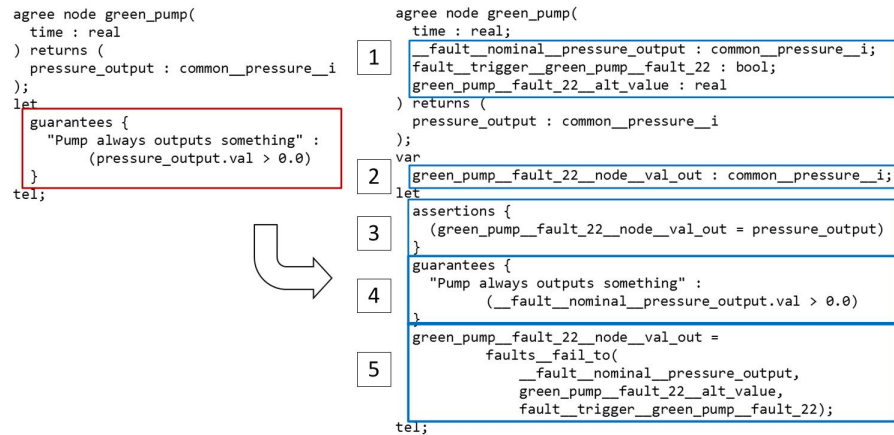 agree node green_pump(
time : real
) returns (
pressure_output : common__pressure__i
);
let
guarantees {
"Pump always outputs something" :
(pressure_output.val > 0.0)
}
tel;
agree node green_pump(
time : real;
1
__fault__nominal__pressure_output : common__pressure__i;
fault__trigger__green_pump__fault_22 : bool;
green_pump__fault_22__alt_value : real
) returns (
pressure_output : common__pressure__i
);
var
2
green_pump__fault_22__node__val_out : common__pressure__i;
let
3
assertions {
(green_pump__fault_22__node__val_out = pressure_output)
}
4
guarantees {
"Pump always outputs something" :
(__fault__nominal__pressure_output.val > 0.0)
}
5
green_pump__fault_22__node__val_out =
faults__fail_to(
__fault__nominal__pressure_output,
green_pump__fault_22__alt_value,
fault__trigger__green_pump__fault_22);
tel;